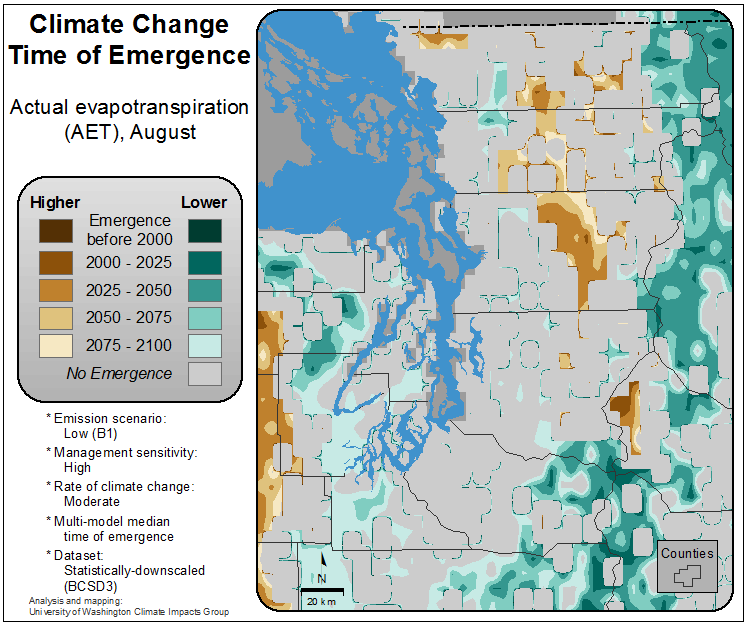 Climate Change
Time of Emergence
Actual evapotranspiration
(AET), August
Higher
Lower
Emergence
before 2000
2000 - 2025
2025 - 2050
2050 - 2075
2075 - 2100
No Emergence
* Emission scenario:
Low (B1)
* Management sensitivity:
High
* Rate of climate change:
Moderate
* Multi-model median
time of emergence
* Dataset:
Statistically-downscaled
(BCSD3)
Analysis and mapping:
University of Washington Climate Impacts Group
N
20 km
Counties